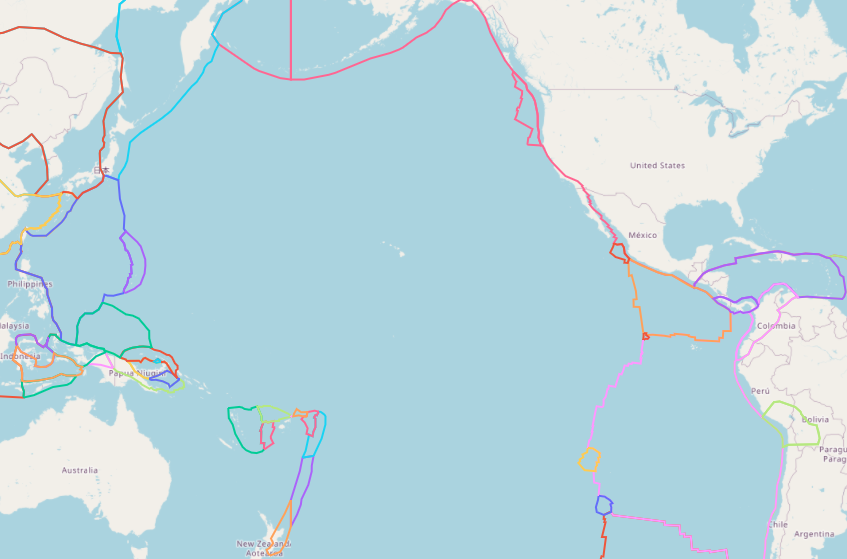 日本
United States
México
Philippines
alaysia
Colombia
Indonesia
Papua Niugini
Perú
Bolivia
Australia
Paragu
Parag
Chile
Argentina
New Zealand/
Aotearoa